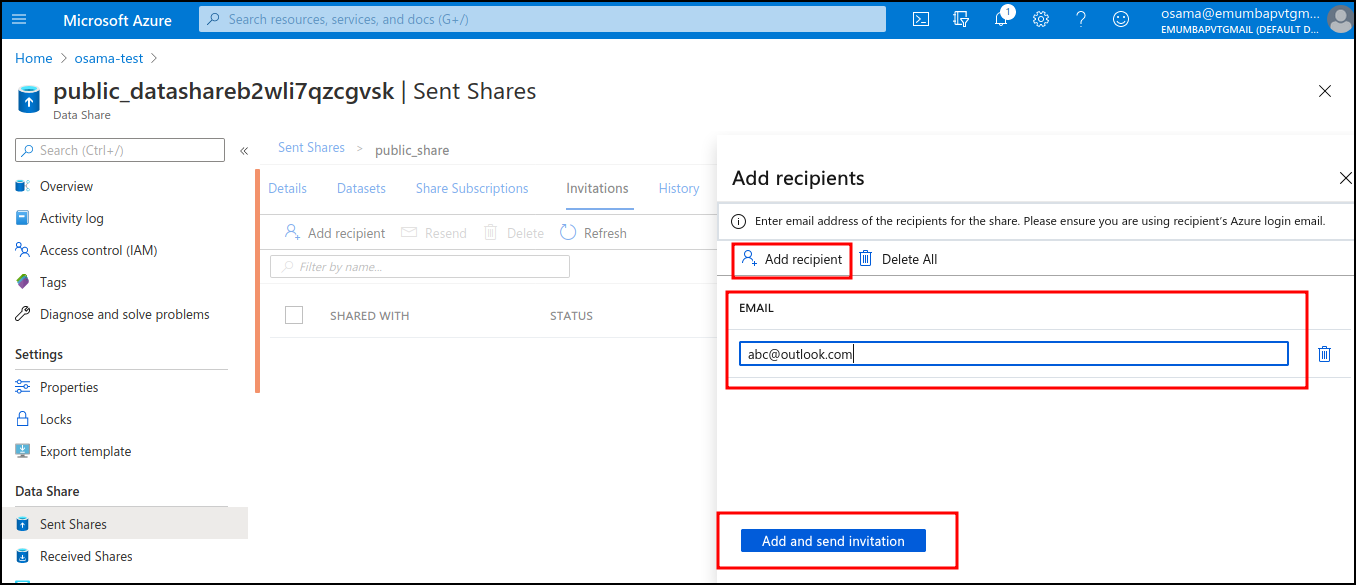 Microsoft Azure
Search resources, services, and docs (G+/)
1
?
osama@emumbapvtgm...
EMUMBAPVTGMAIL (DEFAULT D...
Home > osama-test >
public_datashareb2wli7qzcgvsk | Sent Shares
Data Share
Search (Ctrl+/)
«
Overview
Activity log
Access control (IAM)
Tags
Diagnose and solve problems
Settings
Properties
Locks
Export template
Data Share
Sent Shares
Received Shares
Sent Shares > public_share
Details Datasets Share Subscriptions Invitations History
Add recipient Resend Delete Refresh
Filter by name...
SHARED WITH STATUS
Add recipients
Enter email address of the recipients for the share. Please ensure you are using recipient's Azure login email.
Add recipient Delete All
EMAIL
abc@outlook.com
Add and send invitation